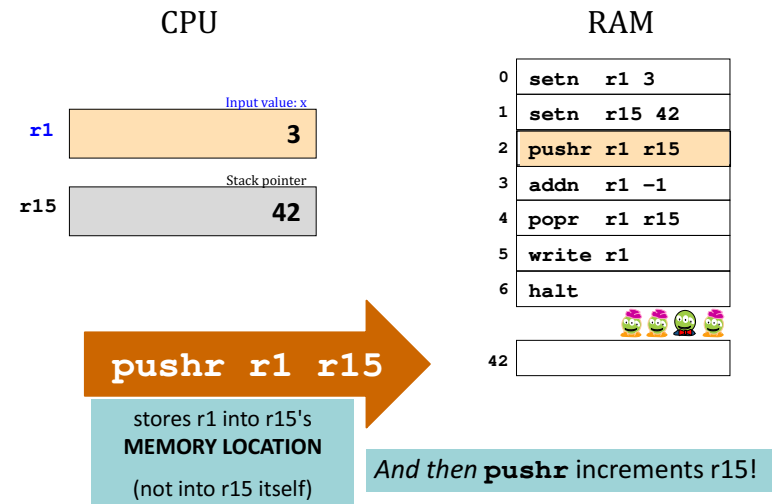 CPU
RAM
Input value: x
r1
3
Stack pointer
r15
42
0 setn r1 3
1 setn r15 42
2 pushr r1 r15
3 addn r1 –1
4 popr r1 r15
5 write r1
6 halt
42
pushr r1 r15
stores r1 into r15's
MEMORY LOCATION
(not into r15 itself)
And then pushr increments r15!